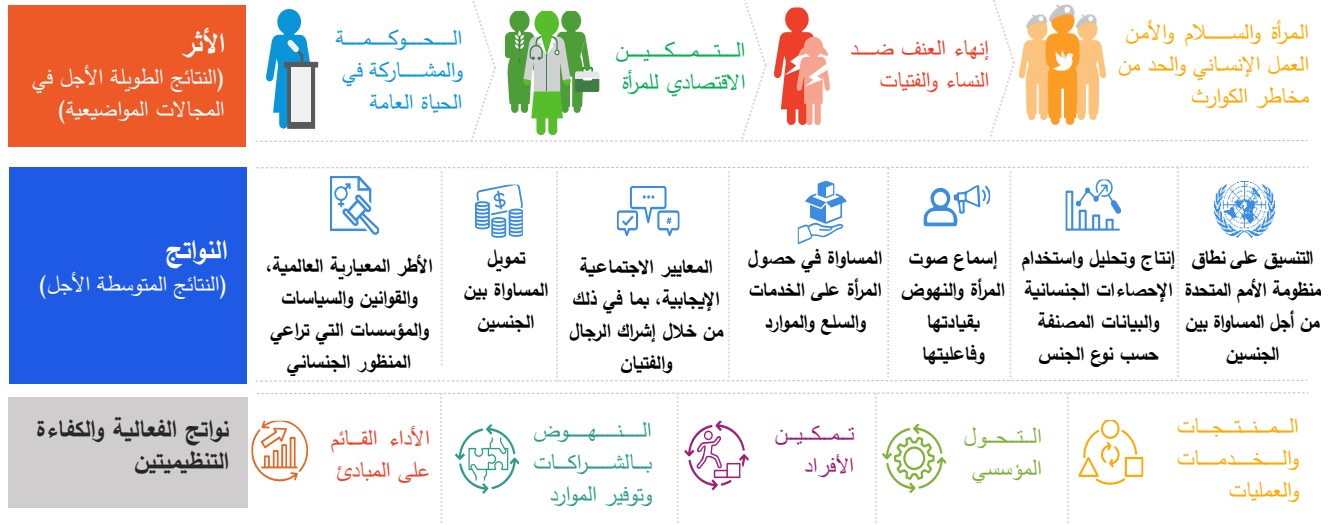 الأثر
(النتائج الطويلة الأجل في
المجالات المواضيعية)
الحوكمة
والمشاركة في
الحياة العامة
التمكين
الاقتصادي للمرأة
إنهاء العنف ضد
النساء والفتيات
المرأة والسلام والأمن
العمل الإنساني والحد من
مخاطر الكوارث
النواتج
(النتائج المتوسطة الأجل)
الأطر المعيارية العالمية،
والقوانين والسياسات
والمؤسسات التي تراعي
المنظور الجنساني
$
تمويل
المساواة بين
الجنسين
#
المعايير الاجتماعية
الإيجابية، بما في ذلك
من خلال إشراك الرجال
والفتيان
المساواة في حصول
المرأة على الخدمات
والسلع والموارد
إسماع صوت
المرأة والنهوض
بقيادتها
وفاعليتها
إنتاج وتحليل واستخدام
الإحصاءات الجنسانية
والبيانات المصنفة
حسب نوع الجنس
التنسيق على نطاق
منظومة الأمم المتحدة
من أجل المساواة بين
الجنسين
نواتج الفعالية والكفاءة
التنظيميتين
الأداء القائم
على المبادئ
النهوض
بالشراكات
وتوفير الموارد
تمكين
الأفراد
التحول
المؤسسي
المنتجات
والخدمات
والعمليات